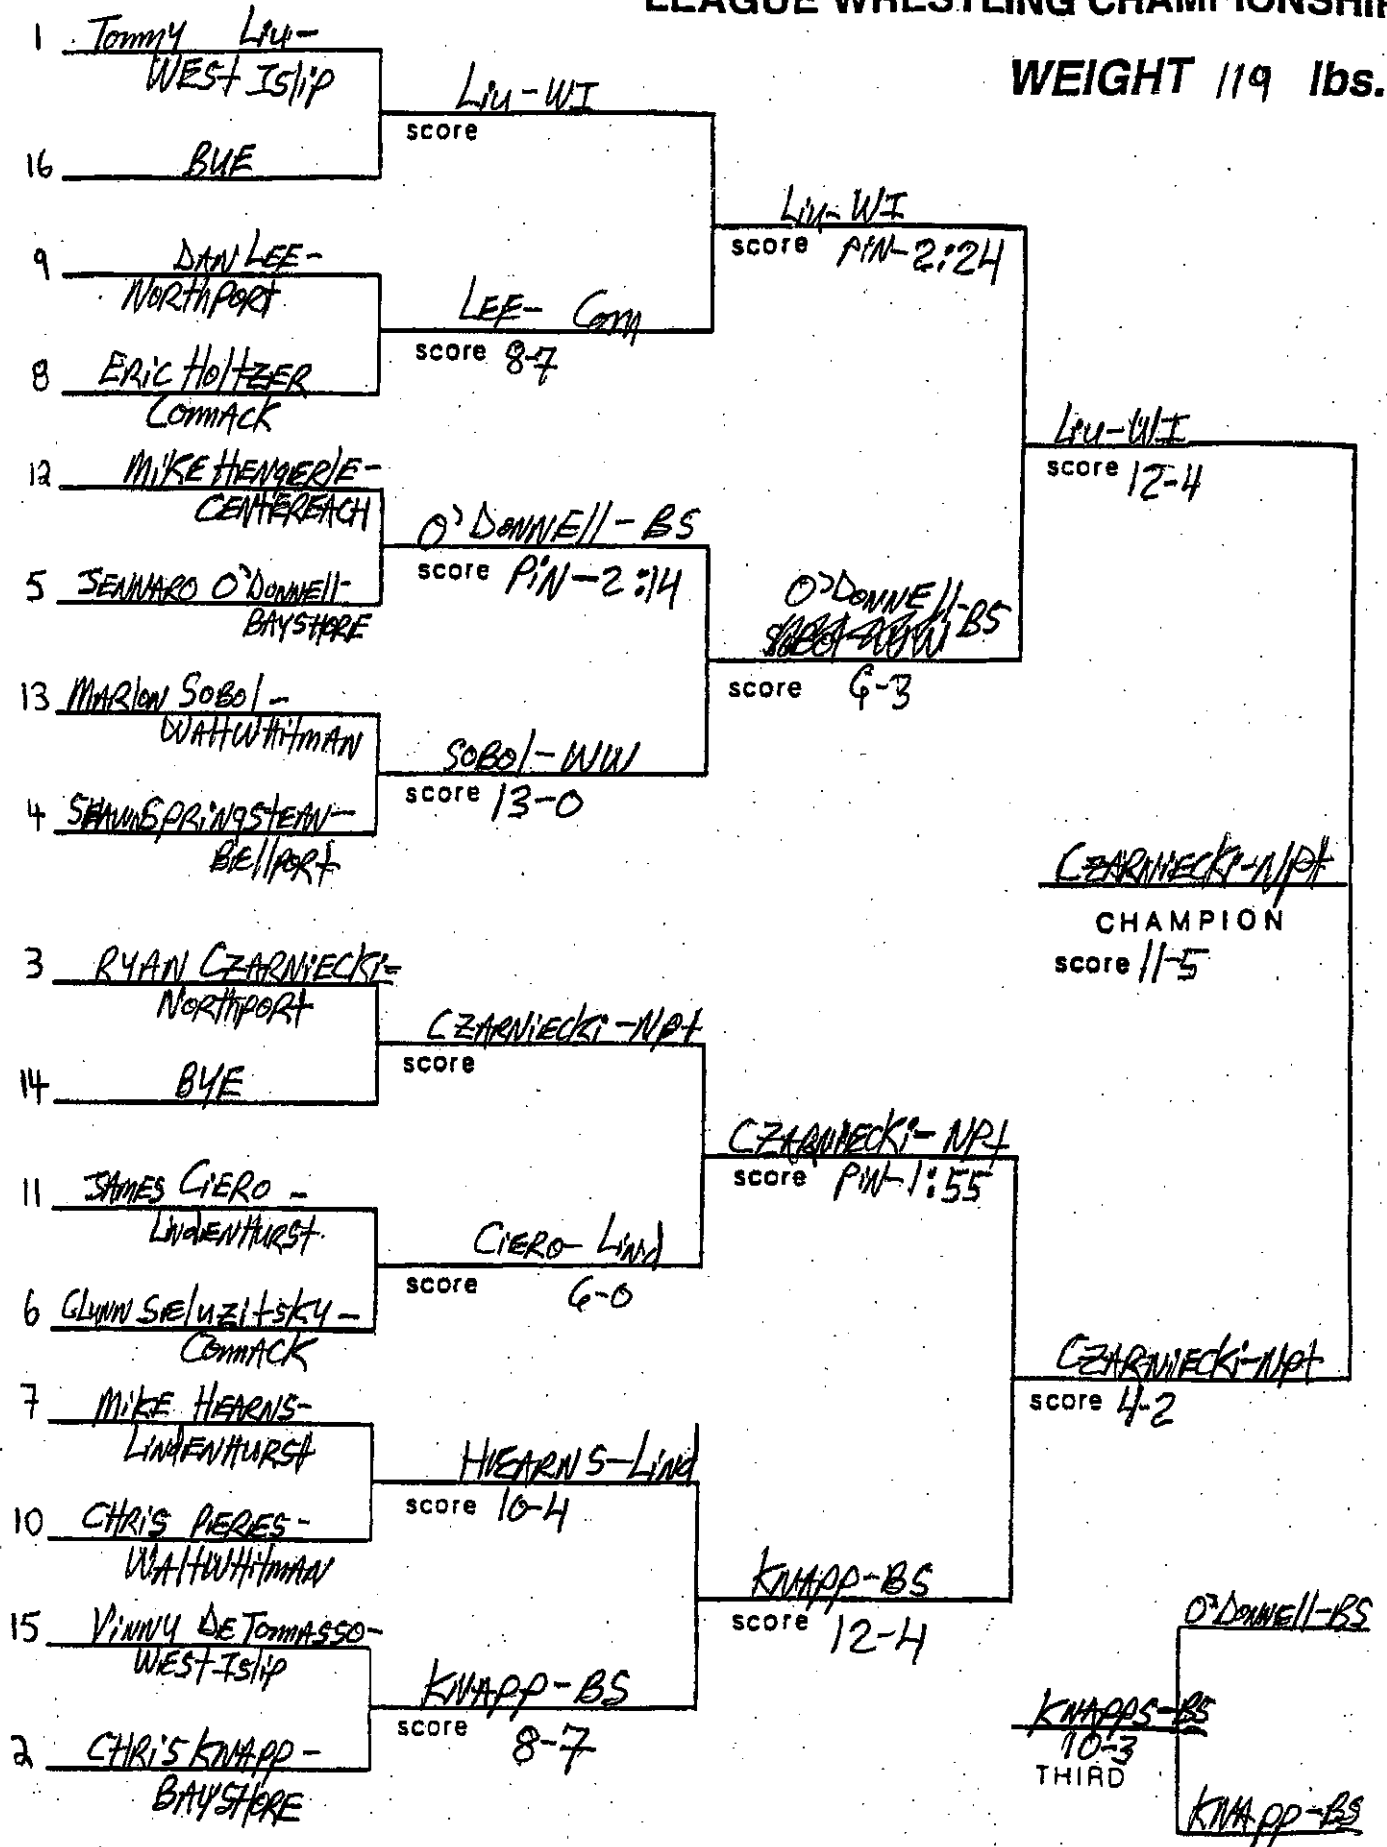 LEAGUE WRESTLING CHAMPIONSHIP
WEIGHT 119 lbs.
1 Tommy Liu-
WEST ISLIP
Liu-WI
score
16 BYE
Liu-WI
score PIN-2:24
9 DAN LEE-
NORTHPORT
LEE- Com
score 8-7
8 ERIC HOLTZER
COMMACK
Liu-WI
score 12-4
12 MIKE HENGERLE-
CENTEREACH
O'DONNELL-BS
score PIN-2:14
5 JENNARO O'DONNELL-
BAYSHORE
O'DONNELL-BS
score 6-3
13 MARLON SOBOL-
WALT WHITMAN
SOBOL-WW
score 13-0
4 SHAWN SPRINGSTEAN-
BELLPORT
CZARNIECKI-Npt
CHAMPION
score 11-5
3 RYAN CZARNIECKI-
NORTHPORT
CZARNIECKI-Npt
score
14 BYE
CZARNIECKI-NPt
score PIN-1:55
11 JAMES CIERO -
LINDENHURST
CIERO-Lind
score 6-0
6 GLYNN SIELUZITSKY-
COMMACK
CZARNIECKI-Npt
score 4-2
7 MIKE HEARNS-
LINDENHURST
HEARNS-Lind
score 10-4
10 CHRIS PIERES-
WALT WHITMAN
KNAPP-BS
score 12-4
15 VINNY DETOMASSO-
WEST ISLIP
KNAPP-BS
score 8-7
2 CHRIS KNAPP-
BAYSHORE
O'DONNELL-BS
KNAPPS-BS
10-3
THIRD
KNAPP-BS